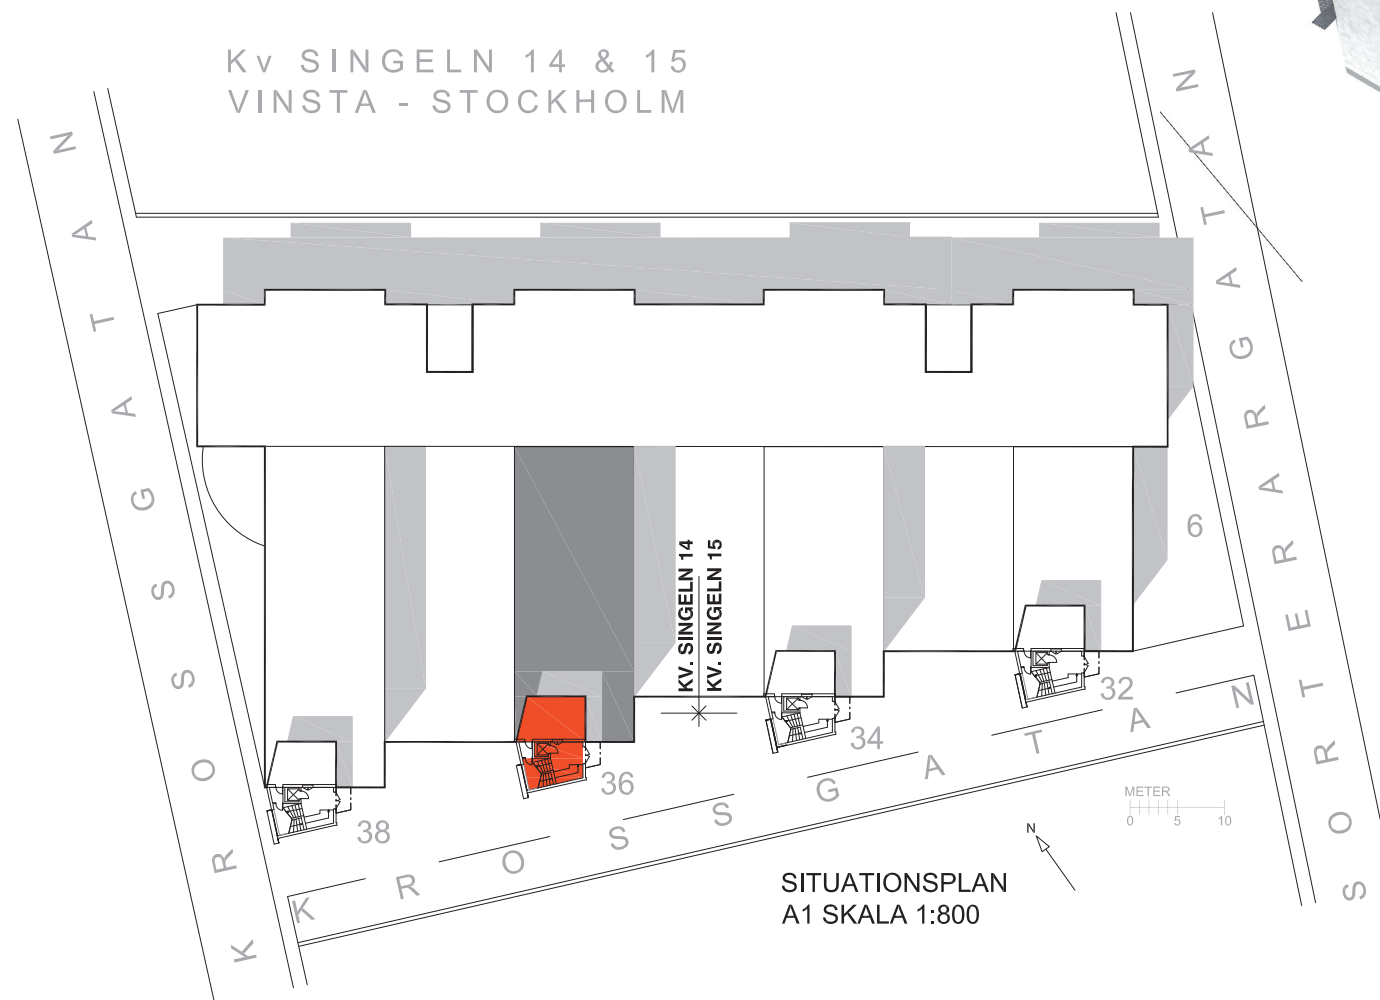 Kv SINGELN 14 & 15
VINSTA - STOCKHOLM
KROSSGATAN
SORTERARGATAN
6
KV. SINGELN 14
KV. SINGELN 15
32
34
36
38
KROSSGATAN
METER
0 5 10
N
SITUATIONSPLAN
A1 SKALA 1:800